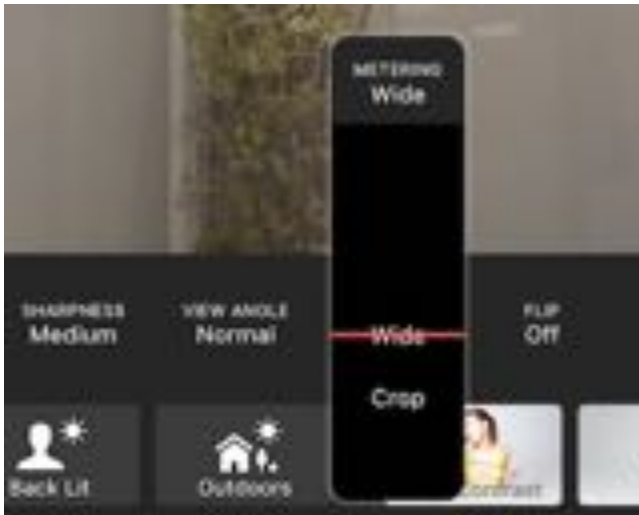 METERING
Wide
SHARPNESS
Medium
VIEW ANGLE
Normal
Wide
FLIP
Off
Crop
Back Lit
Outdoors